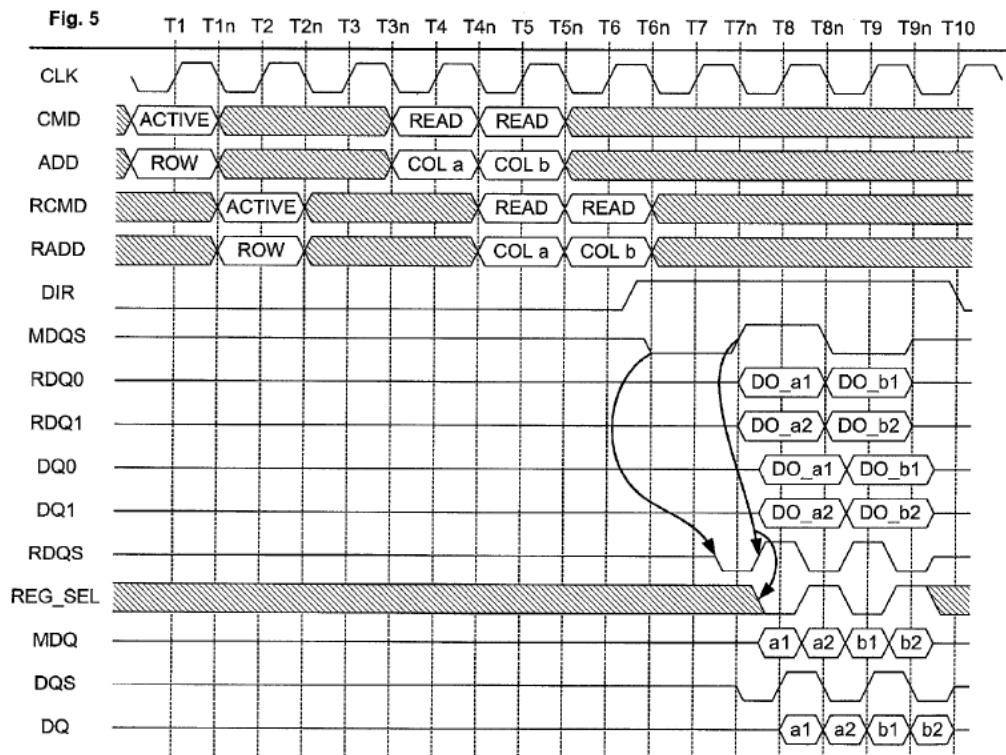 Fig. 5
T1 T1n T2 T2n T3 T3n T4 T4n T5 T5n T6 T6n T7 T7n T8 T8n T9 T9n T10
CLK
CMD ACTIVE READ READ
ADD ROW COL a COL b
RCMD ACTIVE READ READ
RADD ROW COL a COL b
DIR
MDQS
RDQ0 DO_a1 DO_b1
RDQ1 DO_a2 DO_b2
DQ0 DO_a1 DO_b1
DQ1 DO_a2 DO_b2
RDQS
REG_SEL
MDQ a1 a2 b1 b2
DQS
DQ a1 a2 b1 b2